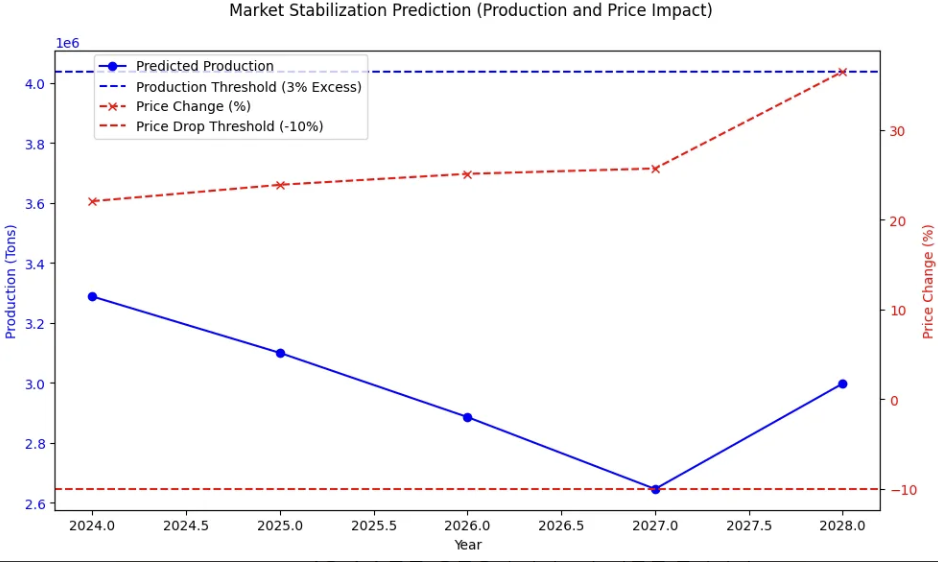 Market Stabilization Prediction (Production and Price Impact)
1e6
Predicted Production
Production Threshold (3% Excess)
Price Change (%)
Price Drop Threshold (-10%)
4.0
3.8
3.6
3.4
3.2
3.0
2.8
2.6
Production (Tons)
30
20
10
0
−10
Price Change (%)
2024.0 2024.5 2025.0 2025.5 2026.0 2026.5 2027.0 2027.5 2028.0
Year